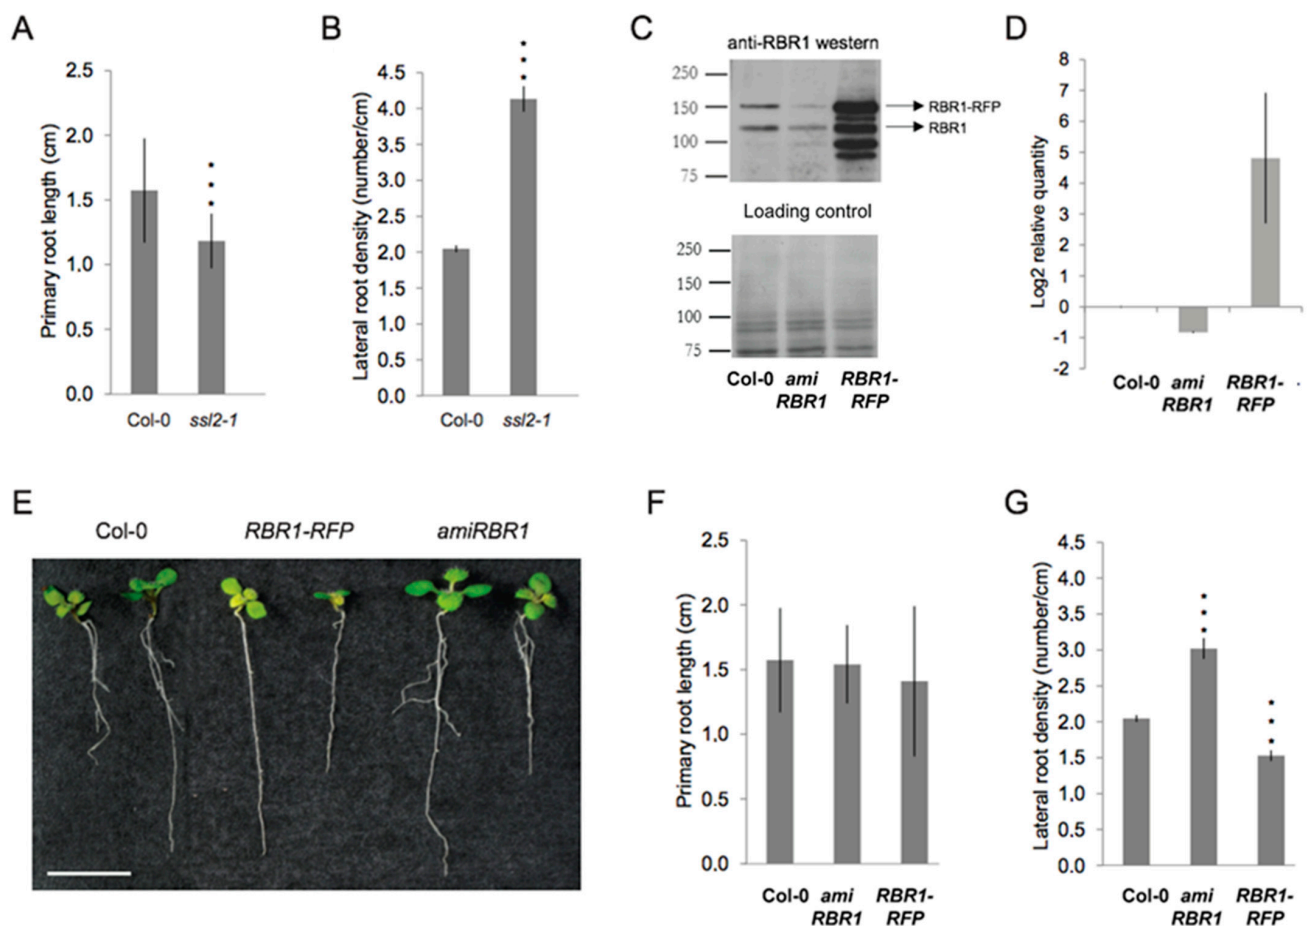 A
Primary root length (cm)
2.5
2.0
1.5
1.0
0.5
0.0
***
Col-0 ssl2-1
B
Lateral root density (number/cm)
4.5
4.0
3.5
3.0
2.5
2.0
1.5
1.0
0.5
0.0
***
Col-0 ssl2-1
C
anti-RBR1 western
250
150
100
75
RBR1-RFP
RBR1
Loading control
250
150
100
75
Col-0 ami RBR1-
RBR1 RFP
D
Log2 relative quantity
8
7
6
5
4
3
2
1
0
-1
-2
Col-0 ami RBR1-
RBR1 RFP
E
Col-0 RBR1-RFP amiRBR1
F
Primary root length (cm)
2.5
2.0
1.5
1.0
0.5
0.0
Col-0 ami RBR1-
RBR1 RFP
G
Lateral root density (number/cm)
4.5
4.0
3.5
3.0
2.5
2.0
1.5
1.0
0.5
0.0
***
***
Col-0 ami RBR1-
RBR1 RFP